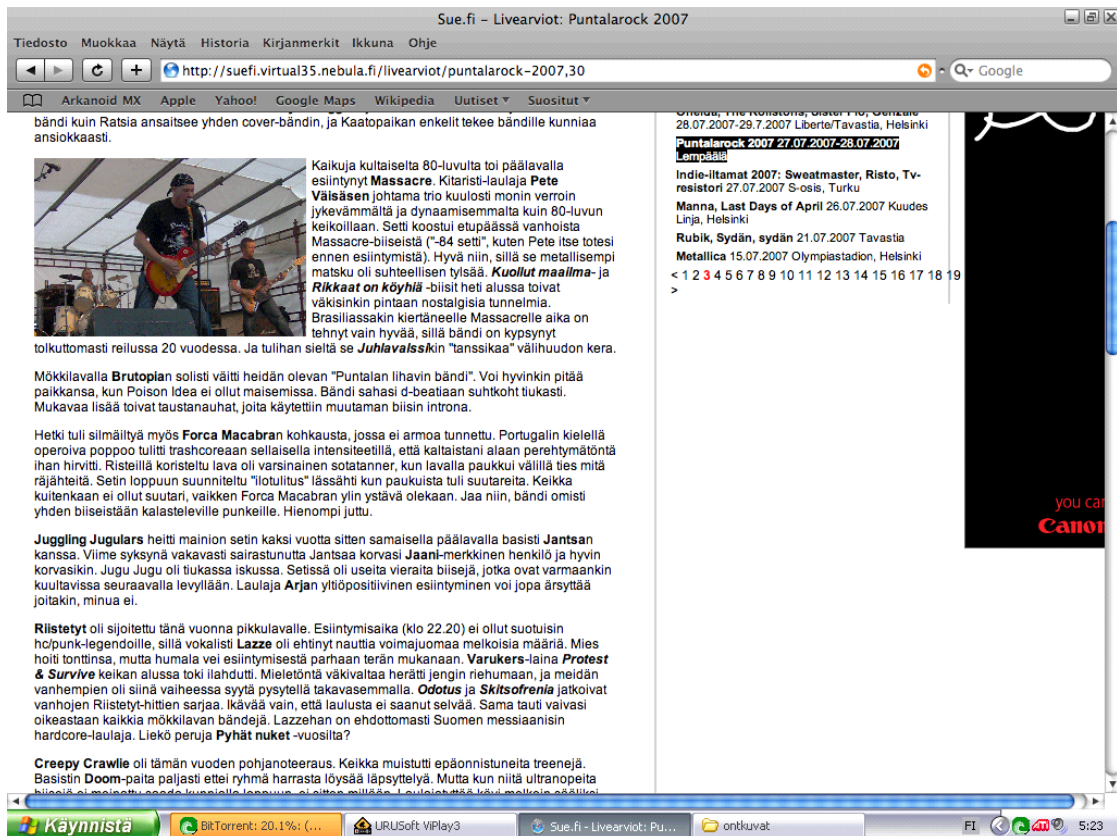 Sue.fi – Livearviot: Puntalarock 2007
Tiedosto Muokkaa Näytä Historia Kirjanmerkit Ikkuna Ohje
http://suefi.virtual35.nebula.fi/livearviot/puntalarock-2007,30
Google
Arkanoid MX Apple Yahoo! Google Maps Wikipedia Uutiset Suositut
bändi kuin Ratsia ansaitsee yhden cover-bändin, ja Kaatopaikan enkelit tekee bändille kunniaa
ansiokkaasti.
Kaikuja kultaiselta 80-luvulta toi päälavalla
esiintynyt Massacre. Kitaristi-laulaja Pete
Väisäsen johtama trio kuulosti monin verroin
jykevämmältä ja dynaamisemmalta kuin 80-luvun
keikoillaan. Setti koostui etupäässä vanhoista
Massacre-biiseistä ("-84 setti", kuten Pete itse totesi
ennen esiintymistä). Hyvä niin, sillä se metallisempi
matsku oli suhteellisen tylsää. Kuollut maailma- ja
Rikkaat on köyhiä -biisit heti alussa toivat
väkisinkin pintaan nostalgisia tunnelmia.
Brasiliassakin kiertäneelle Massacrelle aika on
tehnyt vain hyvää, sillä bändi on kypsynyt
tolkuttomasti reilussa 20 vuodessa. Ja tulihan sieltä se Juhlavalssikin "tanssikaa" välihuudon kera.
Mökkilavalla Brutopian solisti väitti heidän olevan "Puntalan lihavin bändi". Voi hyvinkin pitää
paikkansa, kun Poison Idea ei ollut maisemissa. Bändi sahasi d-beatiaan suhtkoht tiukasti.
Mukavaa lisää toivat taustanauhat, joita käytettiin muutaman biisin introna.
Hetki tuli silmäiltyä myös Forca Macabran kohkausta, jossa ei armoa tunnettu. Portugalin kielellä
operoiva poppoo tulitti trashcoreaan sellaisella intensiteetillä, että kaltaistani alaan perehtymätöntä
ihan hirvitti. Risteillä koristeltu lava oli varsinainen sotatanner, kun lavalla paukkui välillä ties mitä
räjähteitä. Setin loppuun suunniteltu "ilotulitus" lässähti kun paukuista tuli suutareita. Keikka
kuitenkaan ei ollut suutari, vaikken Forca Macabran ylin ystävä olekaan. Jaa niin, bändi omisti
yhden biiseistään kalasteleville punkeille. Hienompi juttu.
Juggling Jugulars heitti mainion setin kaksi vuotta sitten samaisella päälavalla basisti Jantsan
kanssa. Viime syksynä vakavasti sairastunutta Jantsaa korvasi Jaani-merkkinen henkilö ja hyvin
korvasikin. Jugu Jugu oli tiukassa iskussa. Setissä oli useita vieraita biisejä, jotka ovat varmaankin
kuultavissa seuraavalla levyllään. Laulaja Arjan yltiöpositiivinen esiintyminen voi jopa ärsyttää
joitakin, minua ei.
Riistetyt oli sijoitettu tänä vuonna pikkulavalle. Esiintymisaika (klo 22.20) ei ollut suotuisin
hc/punk-legendoille, sillä vokalisti Lazze oli ehtinyt nauttia voimajuomaa melkoisia määriä. Mies
hoiti tonttinsa, mutta humala vei esiintymisestä parhaan terän mukanaan. Varukers-laina Protest
& Survive keikan alussa toki ilahdutti. Mieletöntä väkivaltaa herätti jengin riehumaan, ja meidän
vanhempien oli siinä vaiheessa syytä pysytellä takavasemmalla. Odotus ja Skitsofrenia jatkoivat
vanhojen Riistetyt-hittien sarjaa. Ikävää vain, että laulusta ei saanut selvää. Sama tauti vaivasi
oikeastaan kaikkia mökkilavan bändejä. Lazzehan on ehdottomasti Suomen messiaanisin
hardcore-laulaja. Liekö peruja Pyhät nuket -vuosilta?
Creepy Crawlie oli tämän vuoden pohjanoteeraus. Keikka muistutti epäonnistuneita treenejä.
Basistin Doom-paita paljasti ettei ryhmä harrasta löysää läpsyttelyä. Mutta kun niitä ultranopeita
Oneida, The Rollstons, Sister Flo, Genzale
28.07.2007-29.7.2007 Liberte/Tavastia, Helsinki
Puntalarock 2007 27.07.2007-28.07.2007
Lempäälä
Indie-iltamat 2007: Sweatmaster, Risto, Tv-
resistori 27.07.2007 S-osis, Turku
Manna, Last Days of April 26.07.2007 Kuudes
Linja, Helsinki
Rubik, Sydän, sydän 21.07.2007 Tavastia
Metallica 15.07.2007 Olympiastadion, Helsinki
< 1 2 3 4 5 6 7 8 9 10 11 12 13 14 15 16 17 18 19
>
you can
Canon
Käynnistä BitTorrent: 20.1%: (... URUSoft ViPlay3 Sue.fi - Livearviot: Pu... ontkuvat FI 5:23